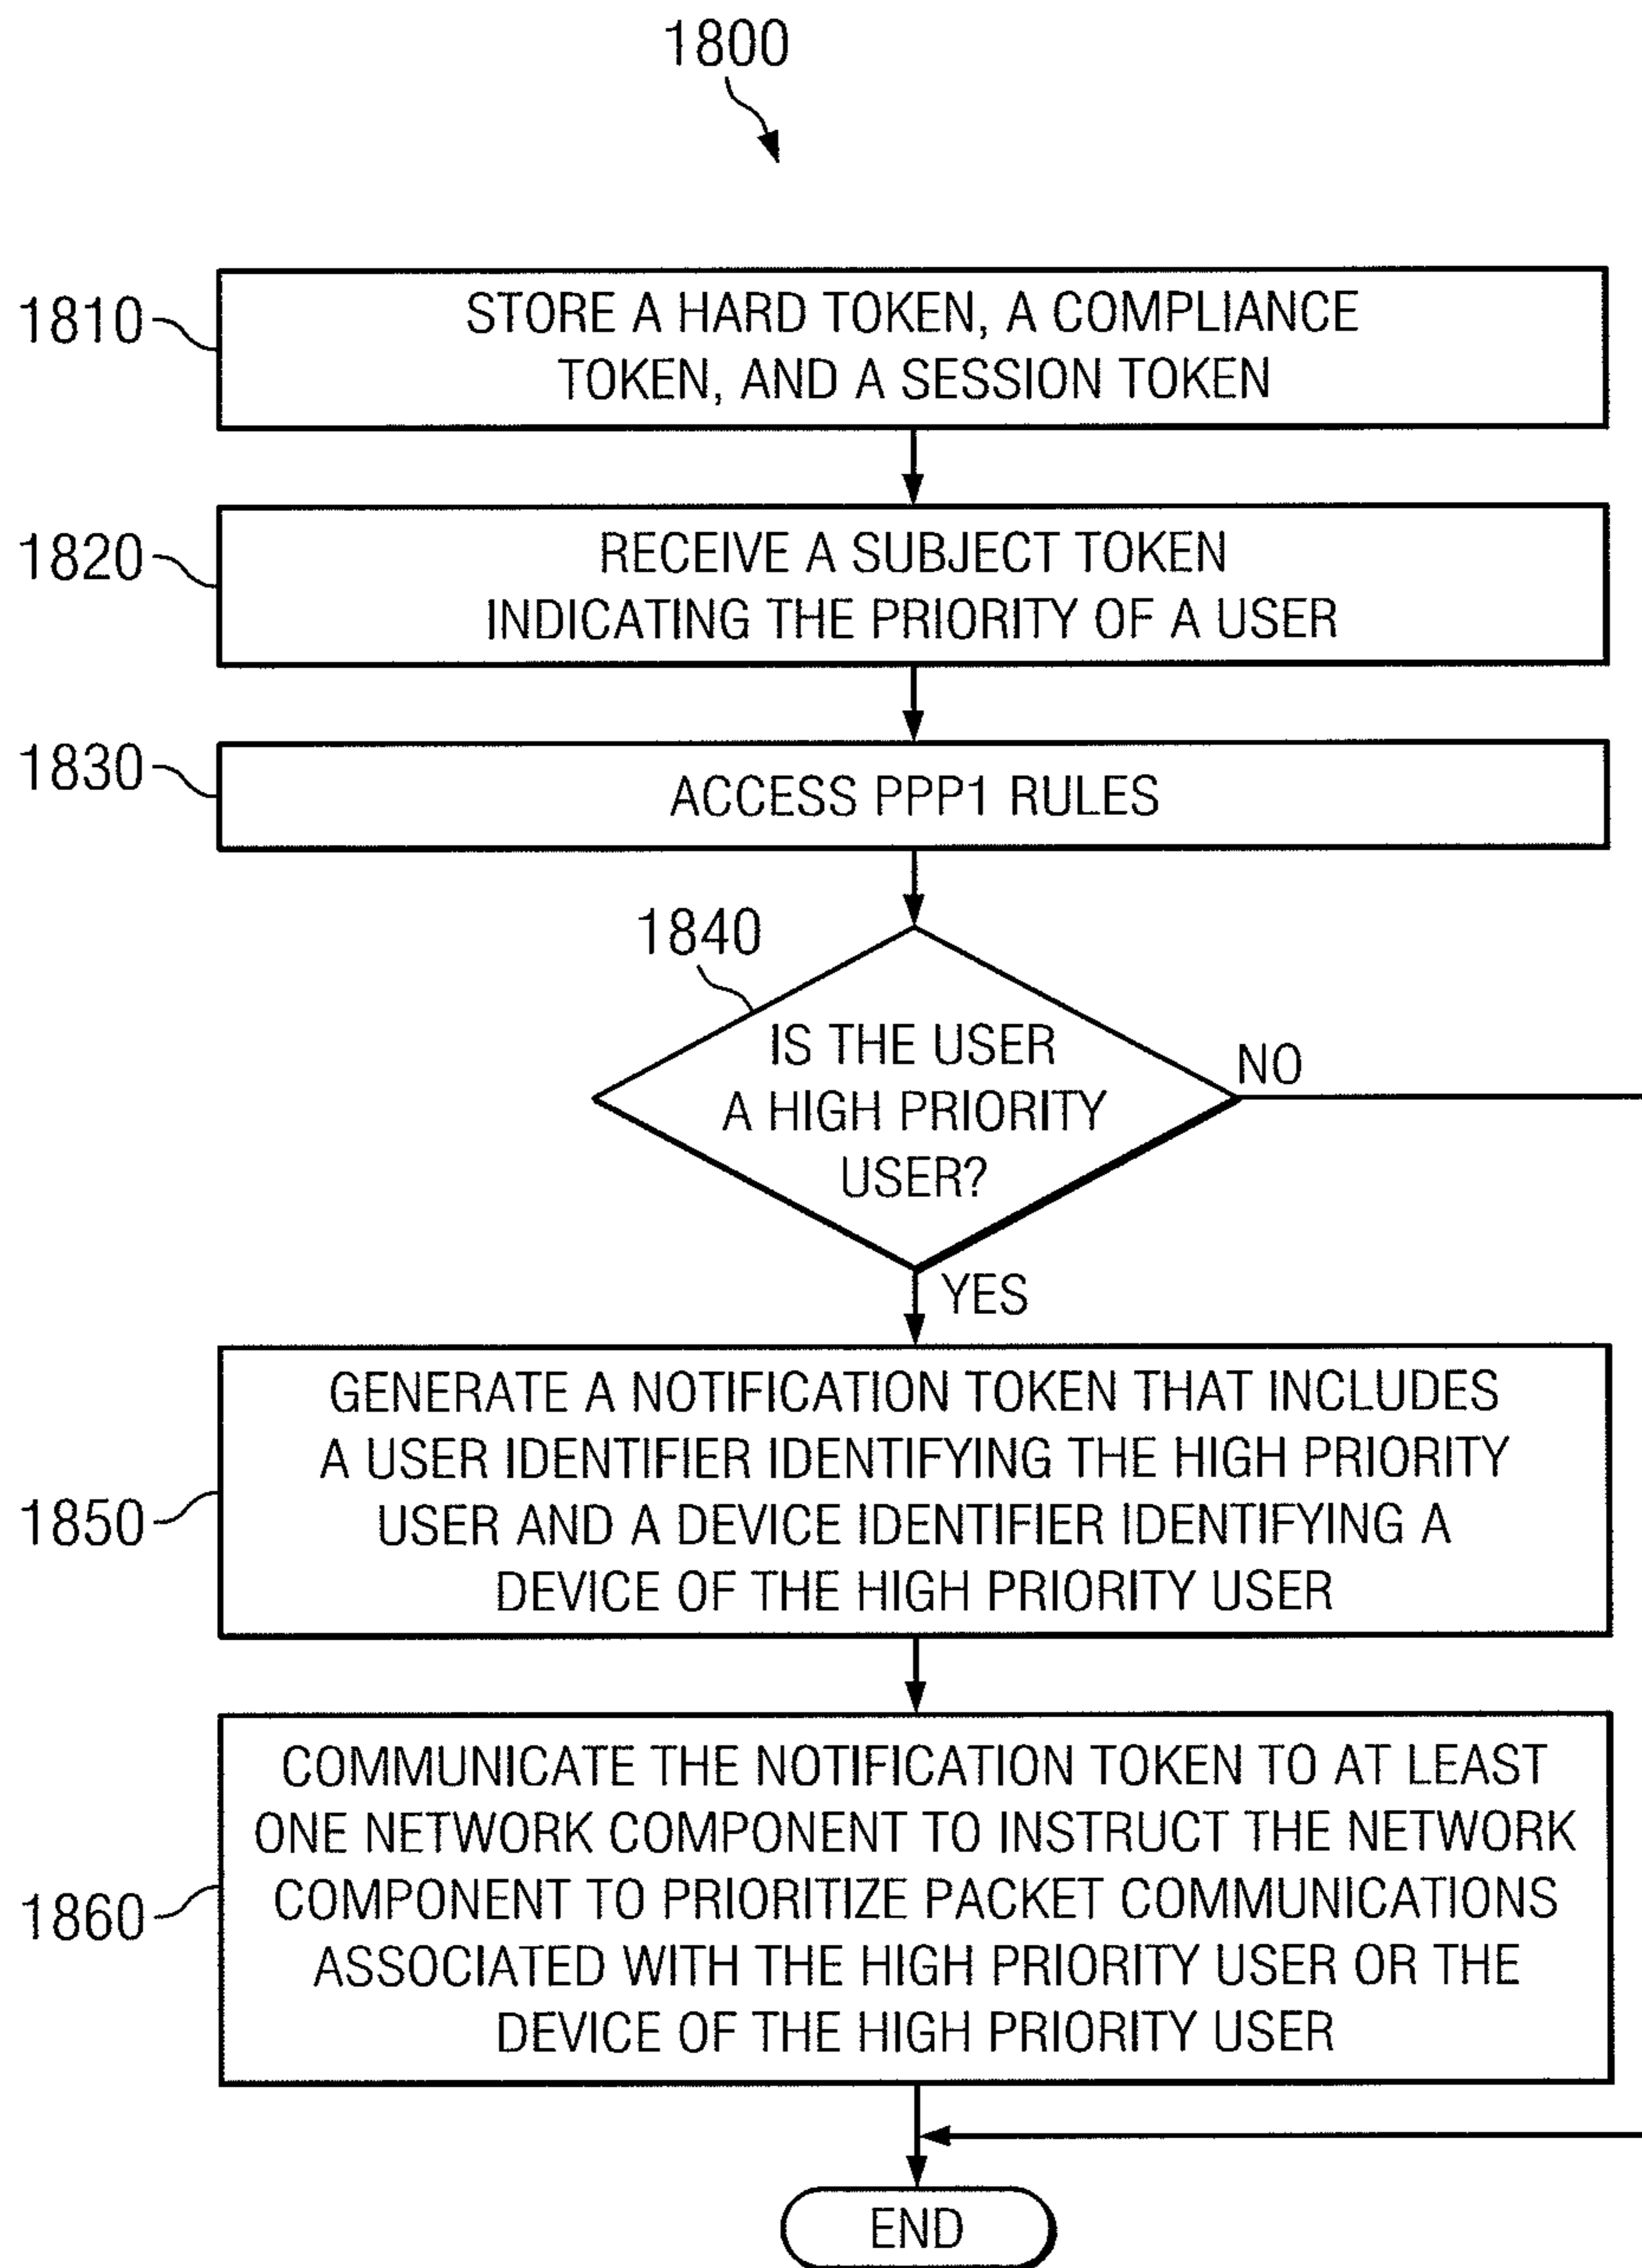 1800
1810
STORE A HARD TOKEN, A COMPLIANCE
TOKEN, AND A SESSION TOKEN
1820
RECEIVE A SUBJECT TOKEN
INDICATING THE PRIORITY OF A USER
1830
ACCESS PPP1 RULES
1840
IS THE USER
A HIGH PRIORITY
USER?
NO
YES
1850
GENERATE A NOTIFICATION TOKEN THAT INCLUDES
A USER IDENTIFIER IDENTIFYING THE HIGH PRIORITY
USER AND A DEVICE IDENTIFIER IDENTIFYING A
DEVICE OF THE HIGH PRIORITY USER
1860
COMMUNICATE THE NOTIFICATION TOKEN TO AT LEAST
ONE NETWORK COMPONENT TO INSTRUCT THE NETWORK
COMPONENT TO PRIORITIZE PACKET COMMUNICATIONS
ASSOCIATED WITH THE HIGH PRIORITY USER OR THE
DEVICE OF THE HIGH PRIORITY USER
END